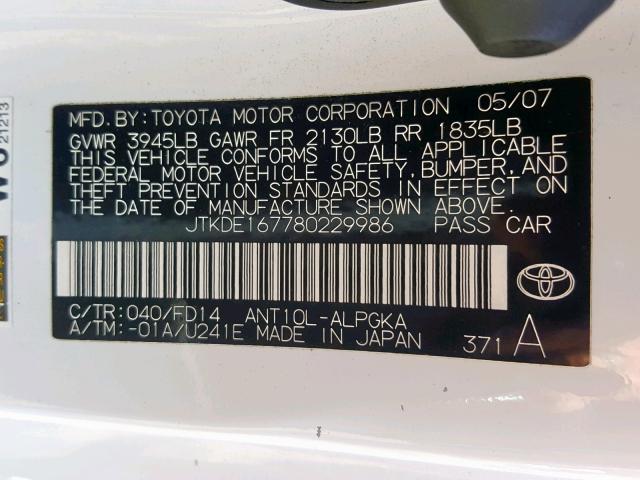 MFD. BY: TOYOTA MOTOR CORPORATION 05/07
GVWR 3945LB GAWR FR 2130LB RR 1835LB
THIS VEHICLE CONFORMS TO ALL APPLICABLE
FEDERAL MOTOR VEHICLE SAFETY, BUMPER, AND
THEFT PREVENTION STANDARDS IN EFFECT ON
THE DATE OF MANUFACTURE SHOWN ABOVE.
JTKDE167780229986 PASS CAR
C/TR: 040/FD14 ANT10L-ALPGKA
A/TM: -01A/U241E MADE IN JAPAN
371 A
21213